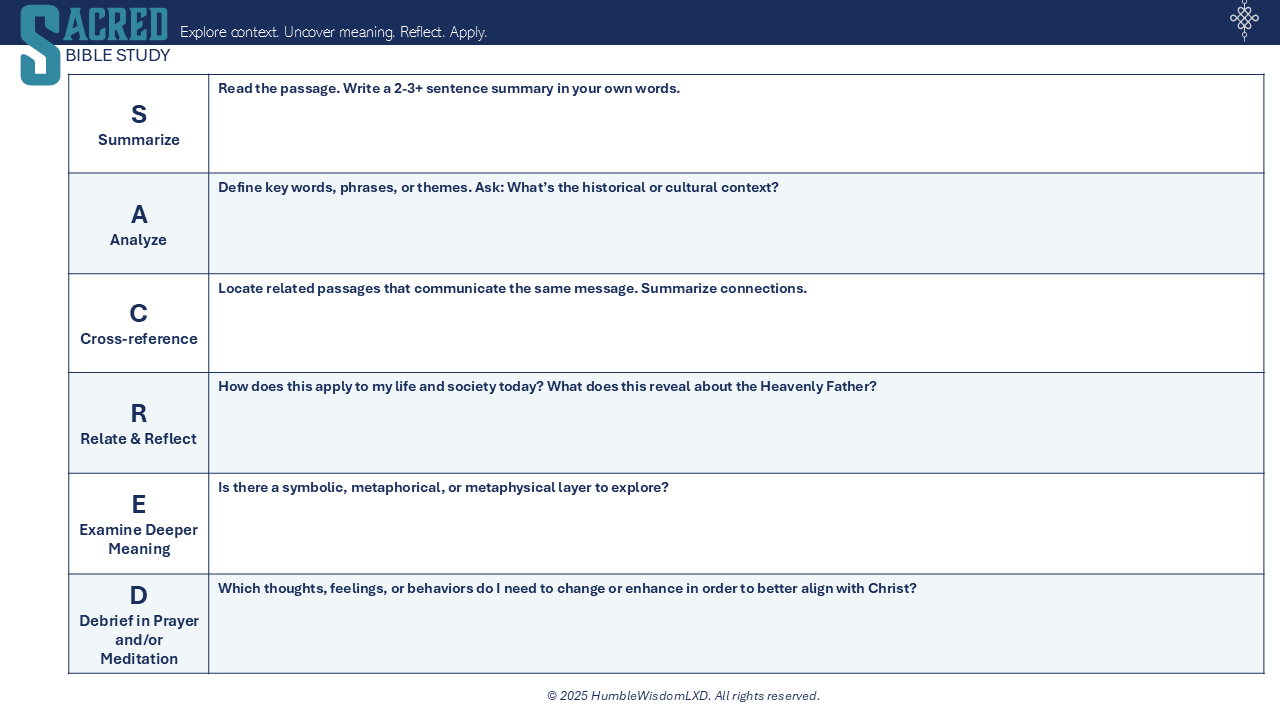 SACRED Explore context. Uncover meaning. Reflect. Apply.
BIBLE STUDY
S
Summarize
Read the passage. Write a 2-3+ sentence summary in your own words.
A
Analyze
Define key words, phrases, or themes. Ask: What’s the historical or cultural context?
C
Cross-reference
Locate related passages that communicate the same message. Summarize connections.
R
Relate & Reflect
How does this apply to my life and society today? What does this reveal about the Heavenly Father?
E
Examine Deeper
Meaning
Is there a symbolic, metaphorical, or metaphysical layer to explore?
D
Debrief in Prayer
and/or
Meditation
Which thoughts, feelings, or behaviors do I need to change or enhance in order to better align with Christ?
© 2025 HumbleWisdomLXD. All rights reserved.